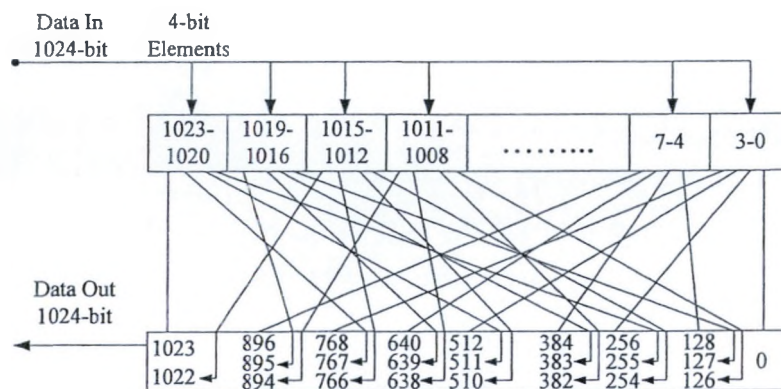 Data In 4-bit
1024-bit Elements
1023- 1019- 1015- 1011- ………. 7-4 3-0
1020 1016 1012 1008
Data Out
1024-bit
1023 896 768 640 512 384 256 128 0
1022 895 767 639 511 383 255 127
894 766 638 510 382 254 126